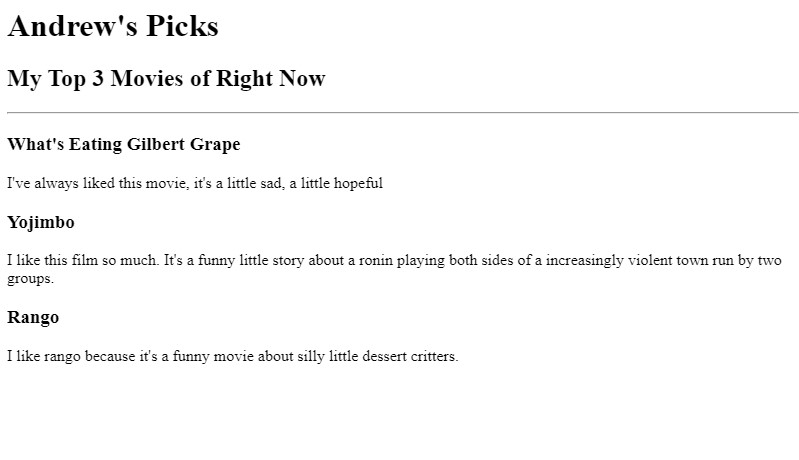 Andrew's Picks
My Top 3 Movies of Right Now
What's Eating Gilbert Grape
I've always liked this movie, it's a little sad, a little hopeful
Yojimbo
I like this film so much. It's a funny little story about a ronin playing both sides of a increasingly violent town run by two
groups.
Rango
I like rango because it's a funny movie about silly little dessert critters.